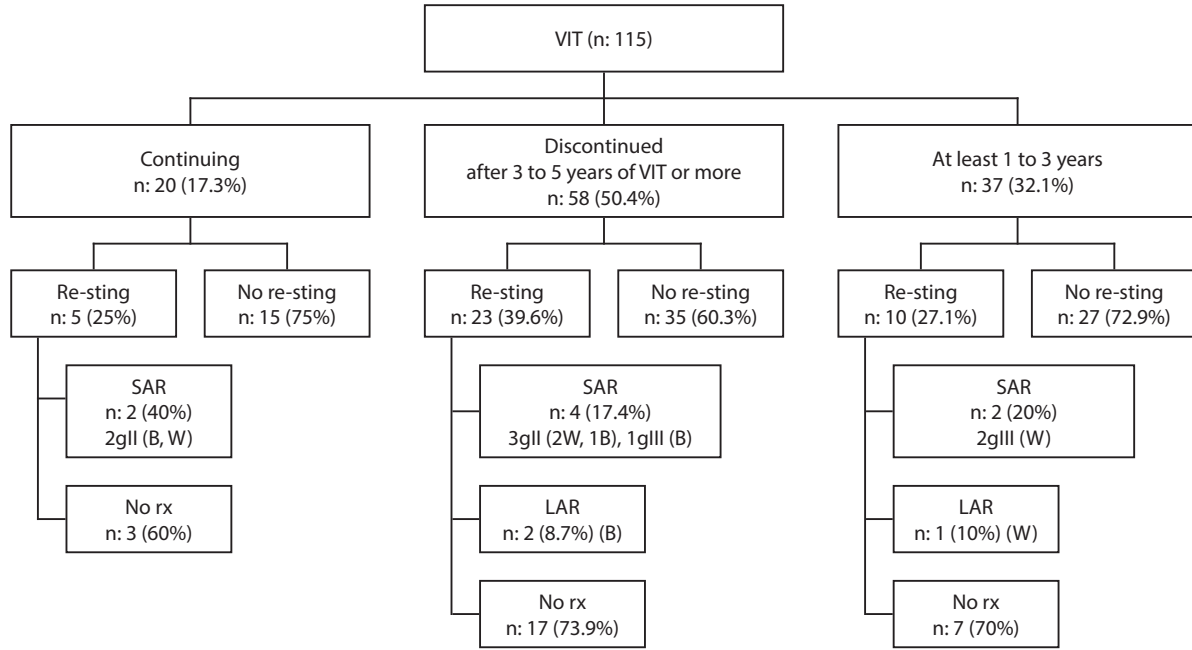 VIT (n: 115)
Continuing
n: 20 (17.3%)
Discontinued
after 3 to 5 years of VIT or more
n: 58 (50.4%)
At least 1 to 3 years
n: 37 (32.1%)
Re-sting
n: 5 (25%)
No re-sting
n: 15 (75%)
Re-sting
n: 23 (39.6%)
No re-sting
n: 35 (60.3%)
Re-sting
n: 10 (27.1%)
No re-sting
n: 27 (72.9%)
SAR
n: 2 (40%)
2gII (B, W)
No rx
n: 3 (60%)
SAR
n: 4 (17.4%)
3gII (2W, 1B), 1gIII (B)
LAR
n: 2 (8.7%) (B)
No rx
n: 17 (73.9%)
SAR
n: 2 (20%)
2gIII (W)
LAR
n: 1 (10%) (W)
No rx
n: 7 (70%)